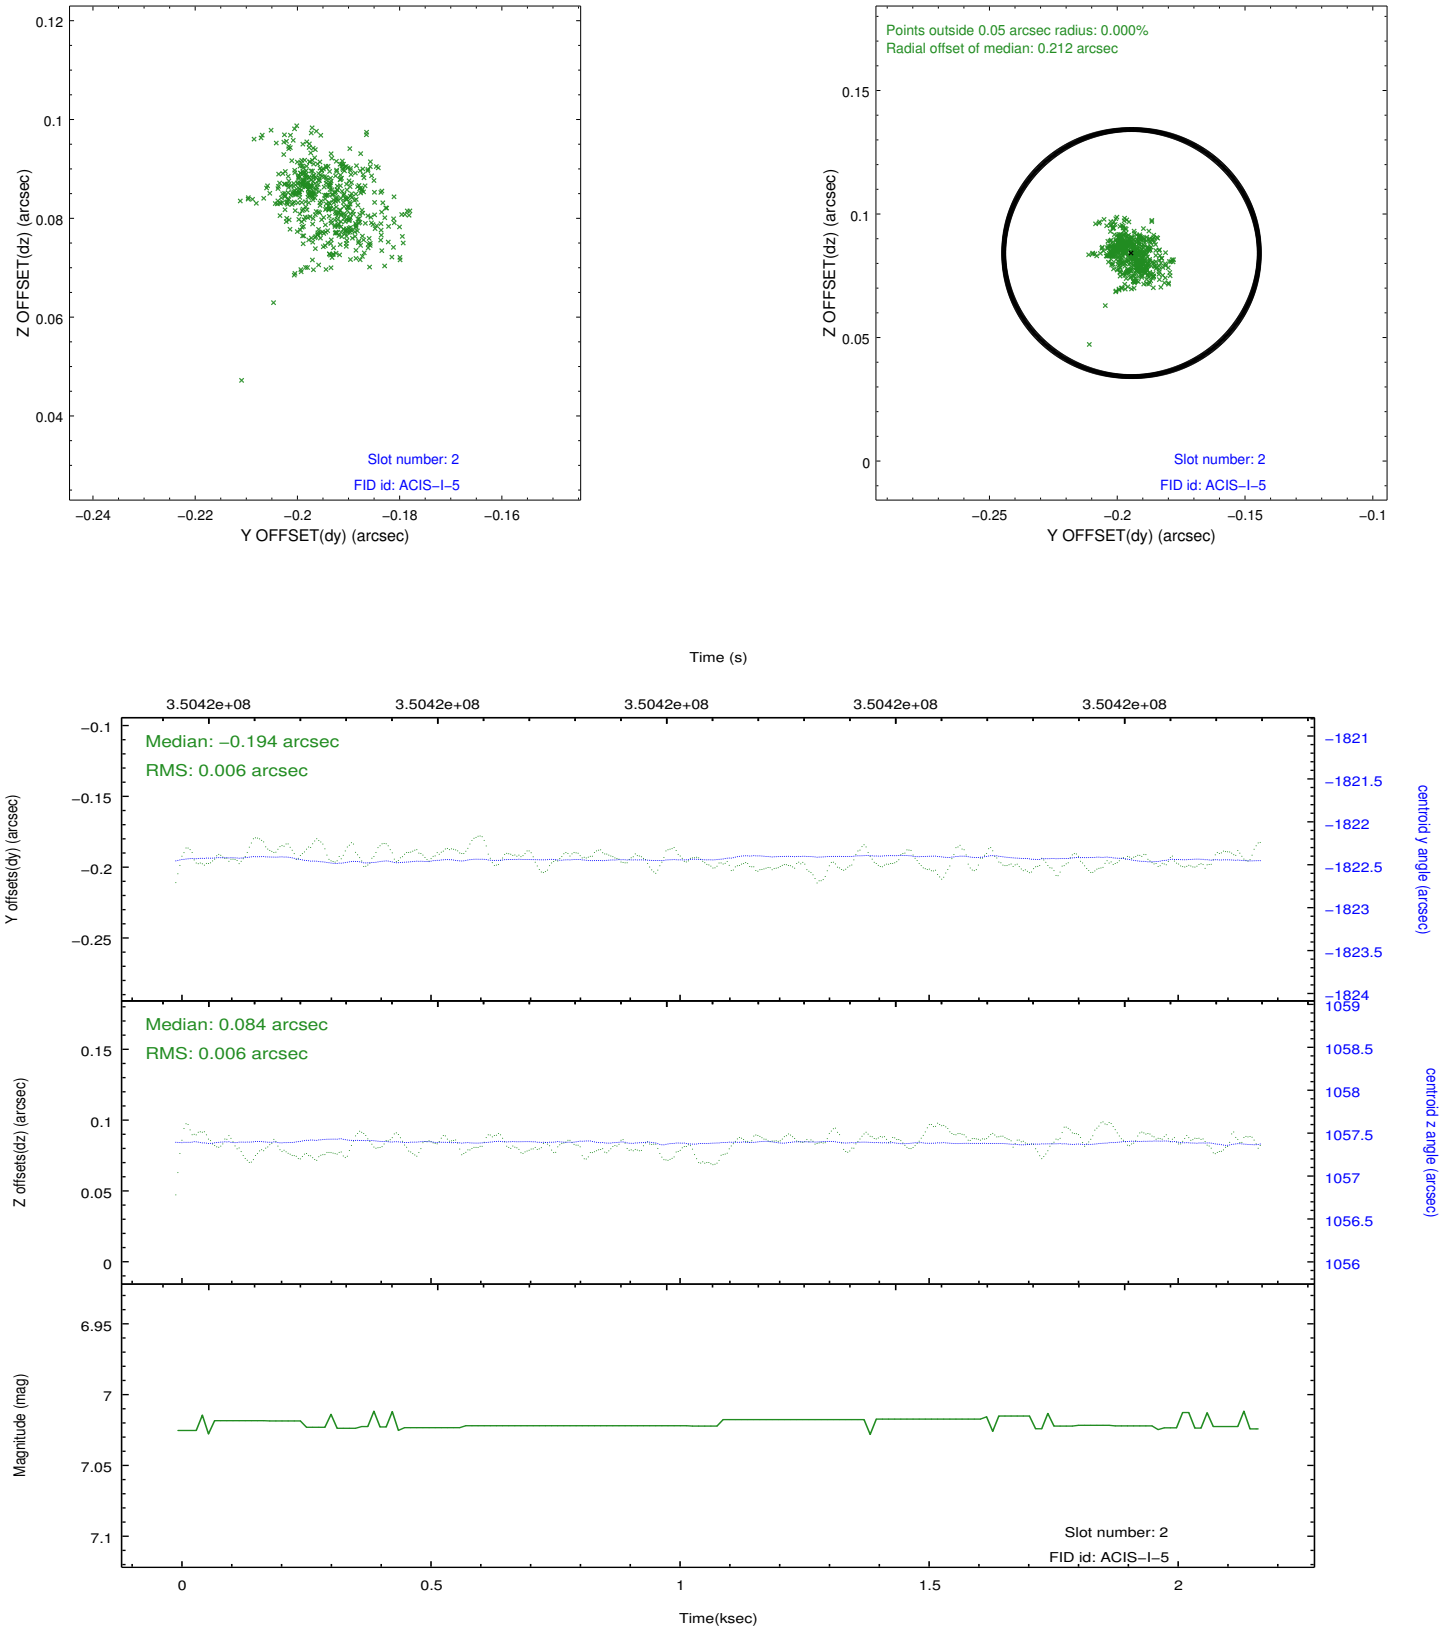 0.12
0.1
0.08
0.06
0.04
Z OFFSET(dz) (arcsec)
Slot number: 2
FID id: ACIS−I−5
−0.24 −0.22 −0.2 −0.18 −0.16
Y OFFSET(dy) (arcsec)
Points outside 0.05 arcsec radius: 0.000%
Radial offset of median: 0.212 arcsec
0.15
0.1
0.05
0
Z OFFSET(dz) (arcsec)
Slot number: 2
FID id: ACIS−I−5
−0.25 −0.2 −0.15 −0.1
Y OFFSET(dy) (arcsec)
Time (s)
3.5042e+08 3.5042e+08 3.5042e+08 3.5042e+08 3.5042e+08
Median: −0.194 arcsec
RMS: 0.006 arcsec
−0.1
−0.15
−0.2
−0.25
Y offsets(dy) (arcsec)
−1821
−1821.5
−1822
−1822.5
−1823
−1823.5
−1824
centroid y angle (arcsec)
Median: 0.084 arcsec
RMS: 0.006 arcsec
0.15
0.1
0.05
0
Z offsets(dz) (arcsec)
1059
1058.5
1058
1057.5
1057
1056.5
1056
centroid z angle (arcsec)
6.95
7
7.05
7.1
Magnitude (mag)
Slot number: 2
FID id: ACIS−I−5
0 0.5 1 1.5 2
Time(ksec)